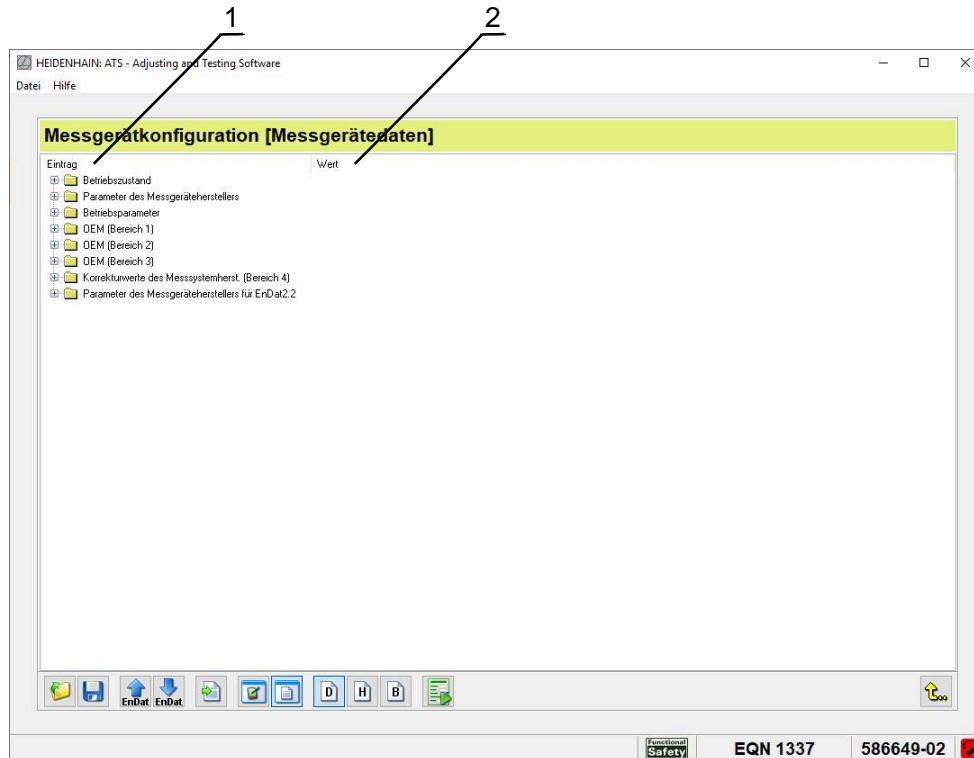 1 2
HEIDENHAIN: ATS - Adjusting and Testing Software
Datei Hilfe
Messgerätkonfiguration [Messgerätedaten]
Eintrag Wert
Betriebszustand
Parameter des Messgeräteherstellers
Betriebsparameter
OEM (Bereich 1)
OEM (Bereich 2)
OEM (Bereich 3)
Korrekturwerte des Messsystemherst. (Bereich 4)
Parameter des Messgeräteherstellers für EnDat2.2
EnDat EnDat D H B
Functional
Safety EQN 1337 586649-02